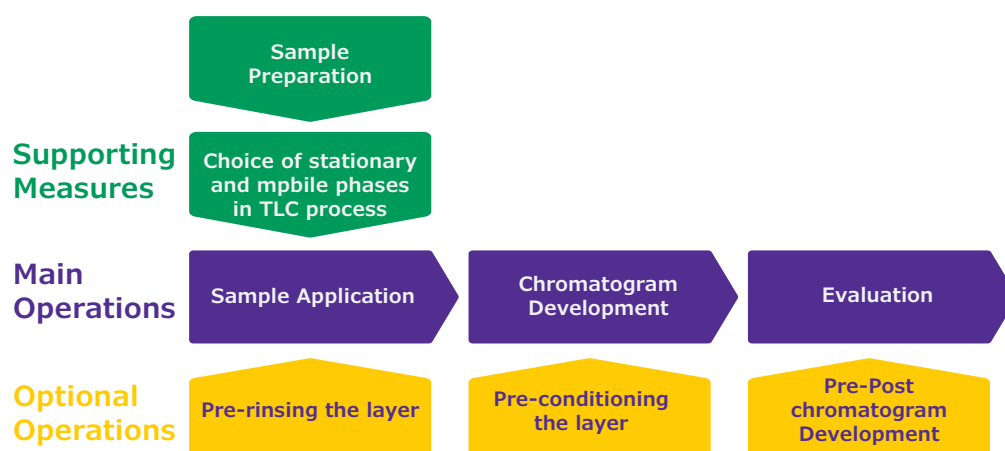 Sample
Preparation
Supporting
Measures
Choice of stationary
and mpbile phases
in TLC process
Main
Operations
Sample Application
Chromatogram
Development
Evaluation
Optional
Operations
Pre-rinsing the layer
Pre-conditioning
the layer
Pre-Post
chromatogram
Development